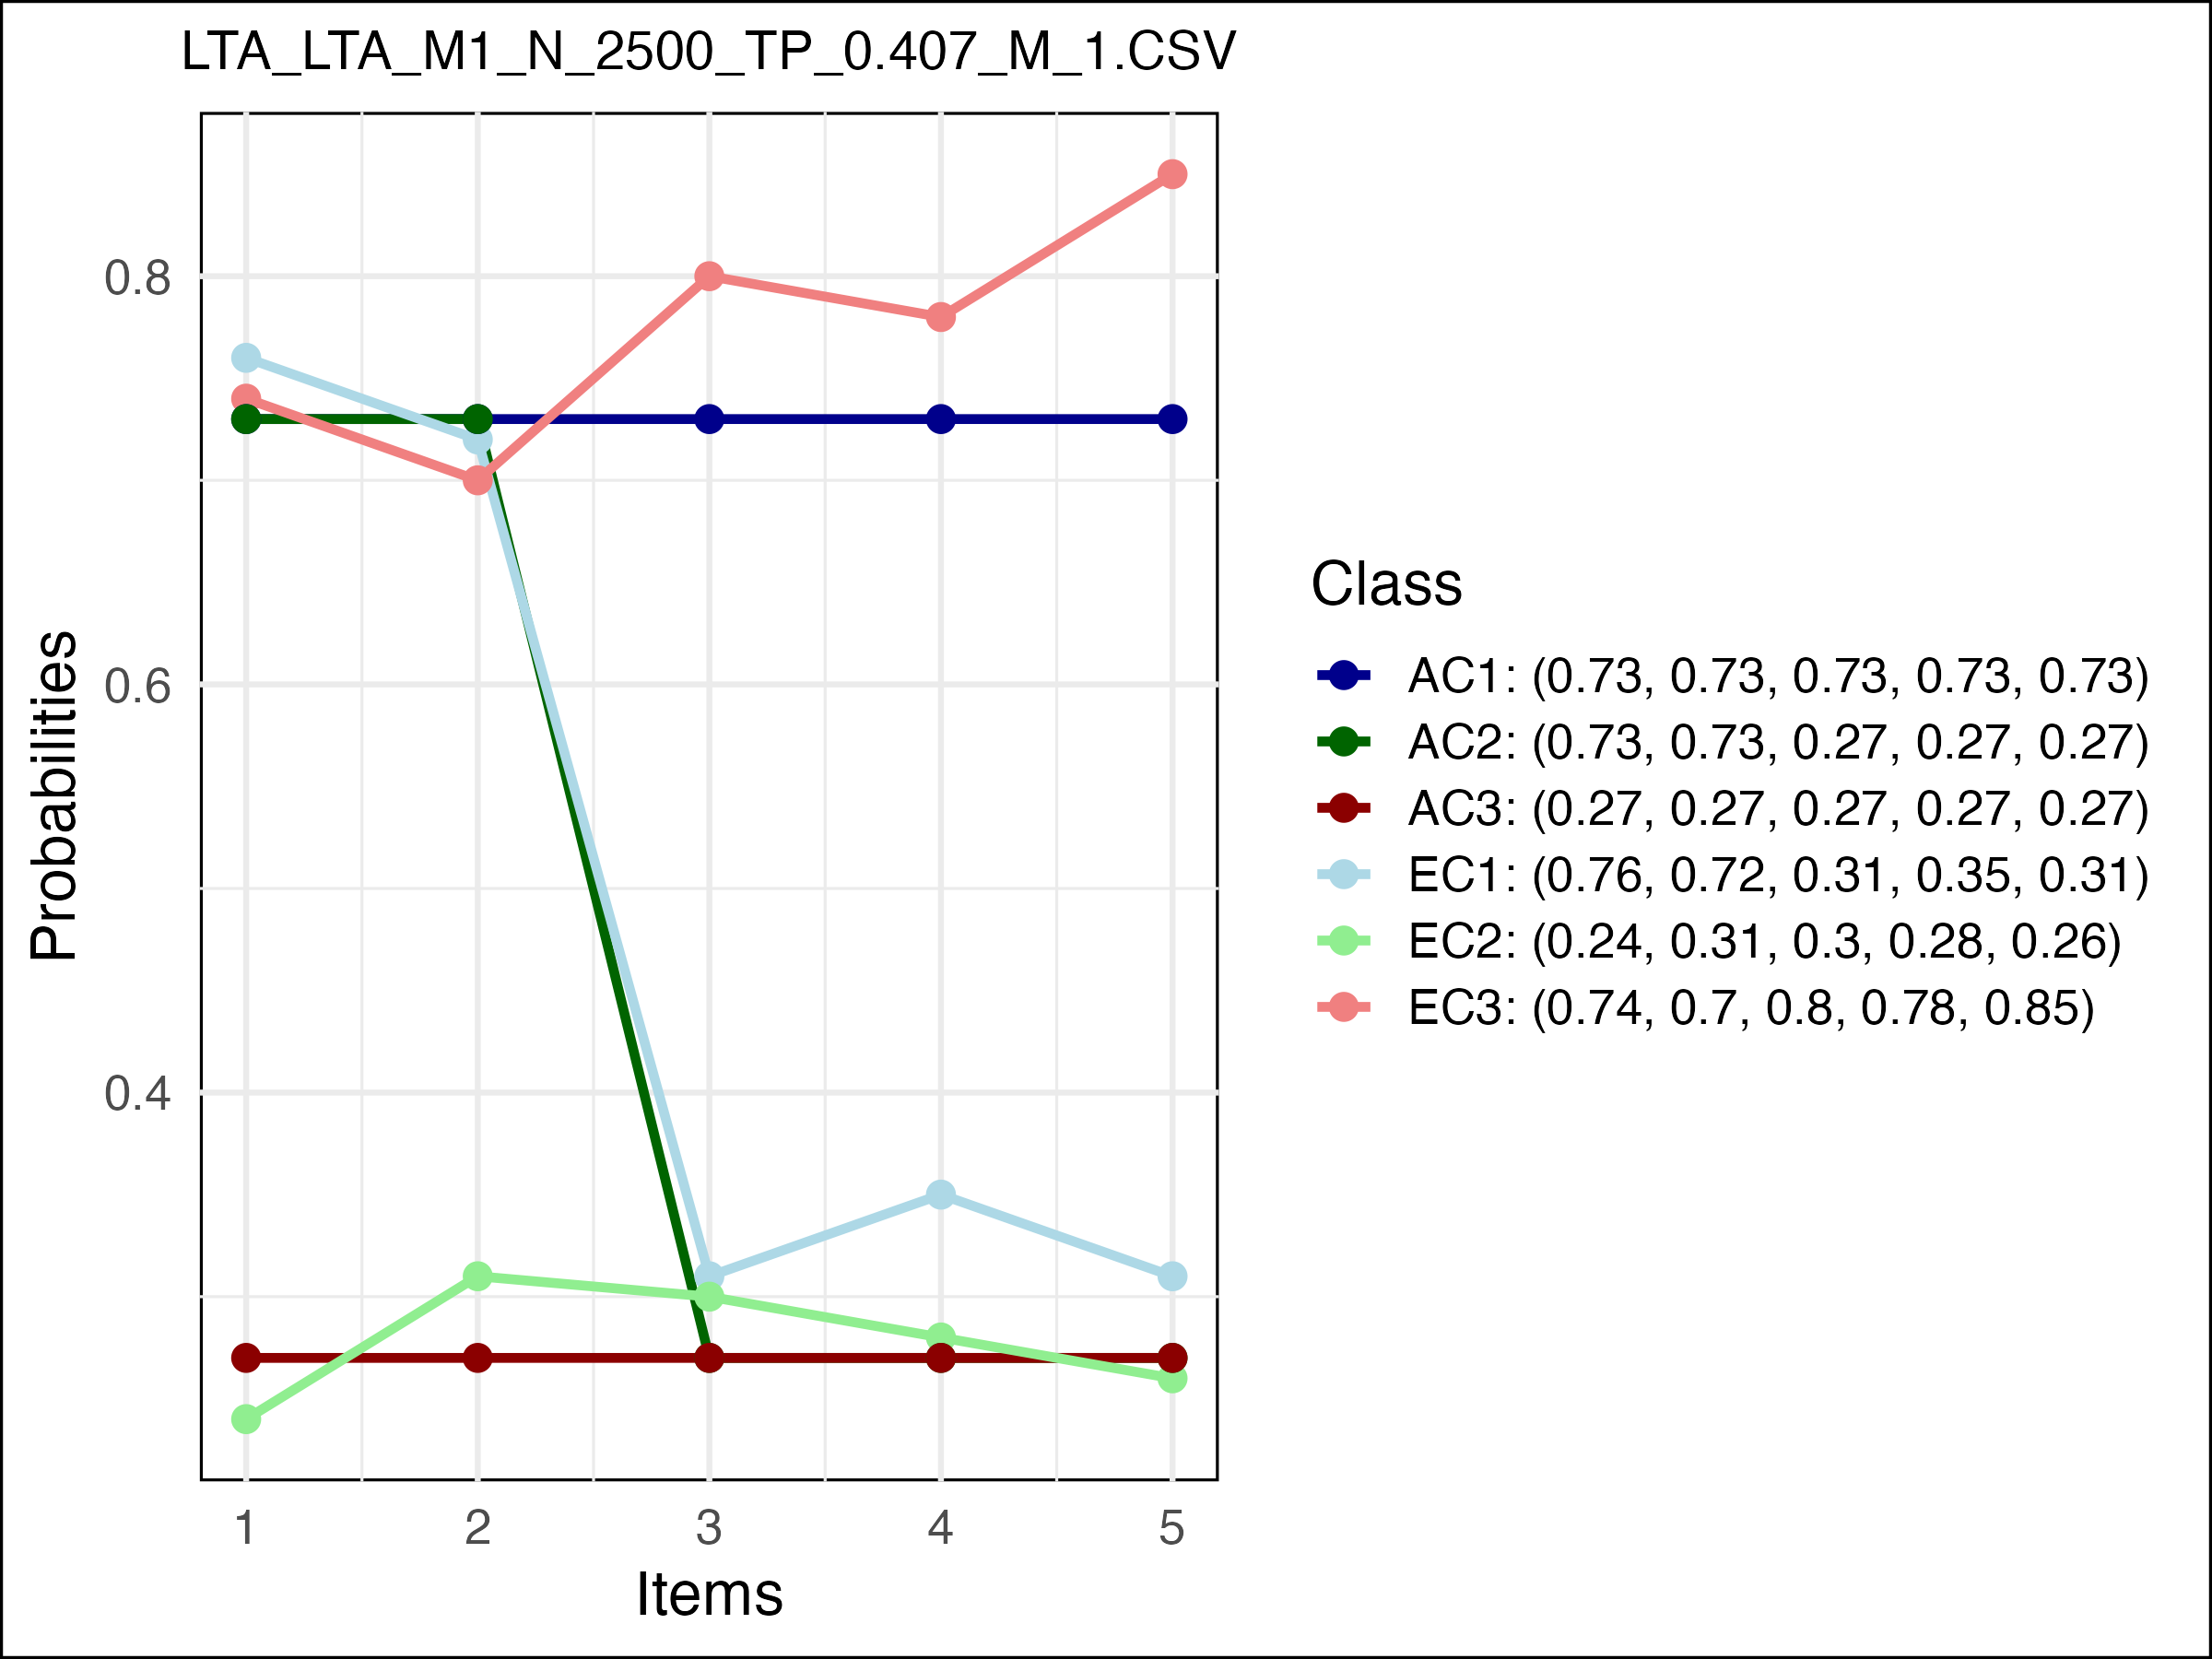 LTA_LTA_M1_N_2500_TP_0.407_M_1.CSV
0.8
0.6
0.4
Probabilities
1 2 3 4 5
Items
Class
AC1: (0.73, 0.73, 0.73, 0.73, 0.73)
AC2: (0.73, 0.73, 0.27, 0.27, 0.27)
AC3: (0.27, 0.27, 0.27, 0.27, 0.27)
EC1: (0.76, 0.72, 0.31, 0.35, 0.31)
EC2: (0.24, 0.31, 0.3, 0.28, 0.26)
EC3: (0.74, 0.7, 0.8, 0.78, 0.85)